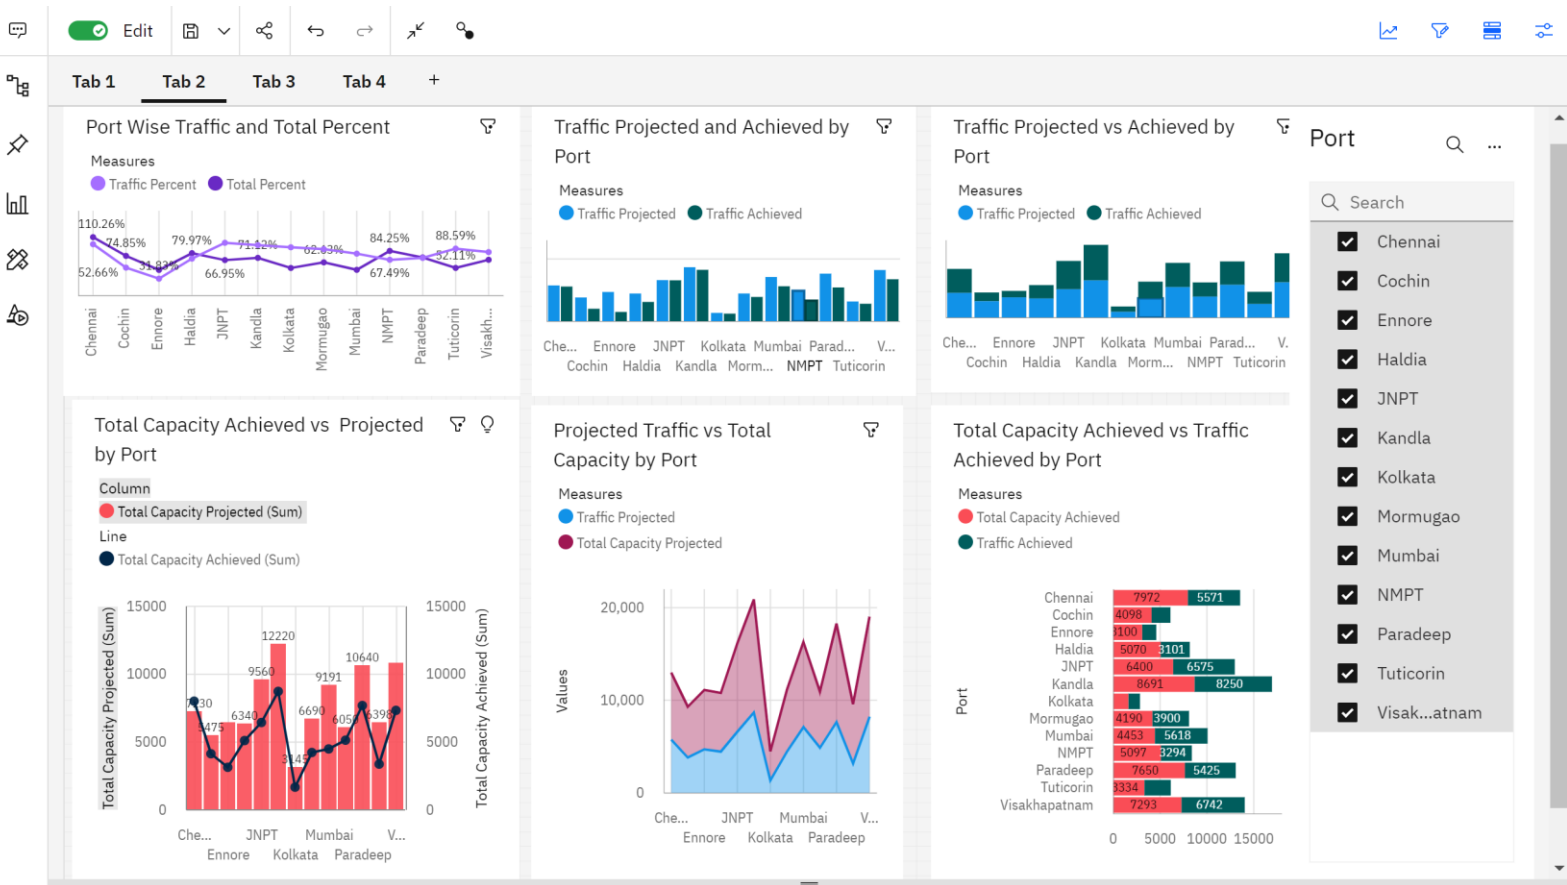 Edit
Tab 1 Tab 2 Tab 3 Tab 4 +
Port Wise Traffic and Total Percent
Measures
Traffic Percent Total Percent
110.26%
74.85%
79.97%
71.12%
62.63%
84.25%
88.59%
52.66%
31.83%
66.95%
67.49%
52.11%
Chennai
Cochin
Ennore
Haldia
JNPT
Kandla
Kolkata
Mormugao
Mumbai
NMPT
Paradeep
Tuticorin
Visakh...
Traffic Projected and Achieved by
Port
Measures
Traffic Projected Traffic Achieved
Che... Ennore JNPT Kolkata Mumbai Parad... V...
Cochin Haldia Kandla Morm... NMPT Tuticorin
Traffic Projected vs Achieved by
Port
Measures
Traffic Projected Traffic Achieved
Che... Ennore JNPT Kolkata Mumbai Parad... V.
Cochin Haldia Kandla Morm... NMPT Tuticorin
Port
...
Search
Chennai
Cochin
Ennore
Haldia
JNPT
Kandla
Kolkata
Mormugao
Mumbai
NMPT
Paradeep
Tuticorin
Visak...atnam
Total Capacity Achieved vs Projected
by Port
Column
Total Capacity Projected (Sum)
Line
Total Capacity Achieved (Sum)
Total Capacity Projected (Sum)
15000
10000
5000
0
5475
6340
9560
12220
3145
6690
9191
6050
10640
6398
15000
10000
5000
0
Total Capacity Achieved (Sum)
Che... JNPT Mumbai V...
Ennore Kolkata Paradeep
Projected Traffic vs Total
Capacity by Port
Measures
Traffic Projected
Total Capacity Projected
Values
20,000
10,000
0
Che... JNPT Mumbai V...
Ennore Kolkata Paradeep
Total Capacity Achieved vs Traffic
Achieved by Port
Measures
Total Capacity Achieved
Traffic Achieved
Port
Chennai 7972 5571
Cochin 4098
Ennore 3100
Haldia 5070 3101
JNPT 6400 6575
Kandla 8691 8250
Kolkata
Mormugao 4190 3900
Mumbai 4453 5618
NMPT 5097 3294
Paradeep 7650 5425
Tuticorin 3334
Visakhapatnam 7293 6742
0 5000 10000 15000